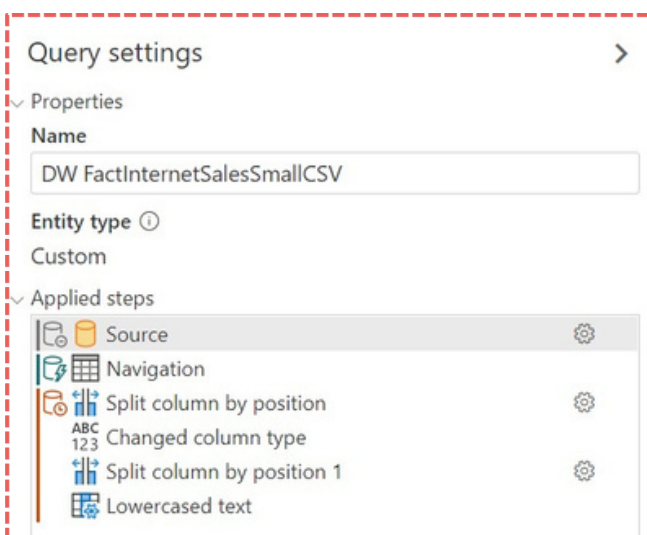 Query settings
Properties
Name
DW FactInternetSalesSmallCSV
Entity type
Custom
Applied steps
Source
Navigation
Split column by position
ABC
123 Changed column type
Split column by position 1
Lowercased text